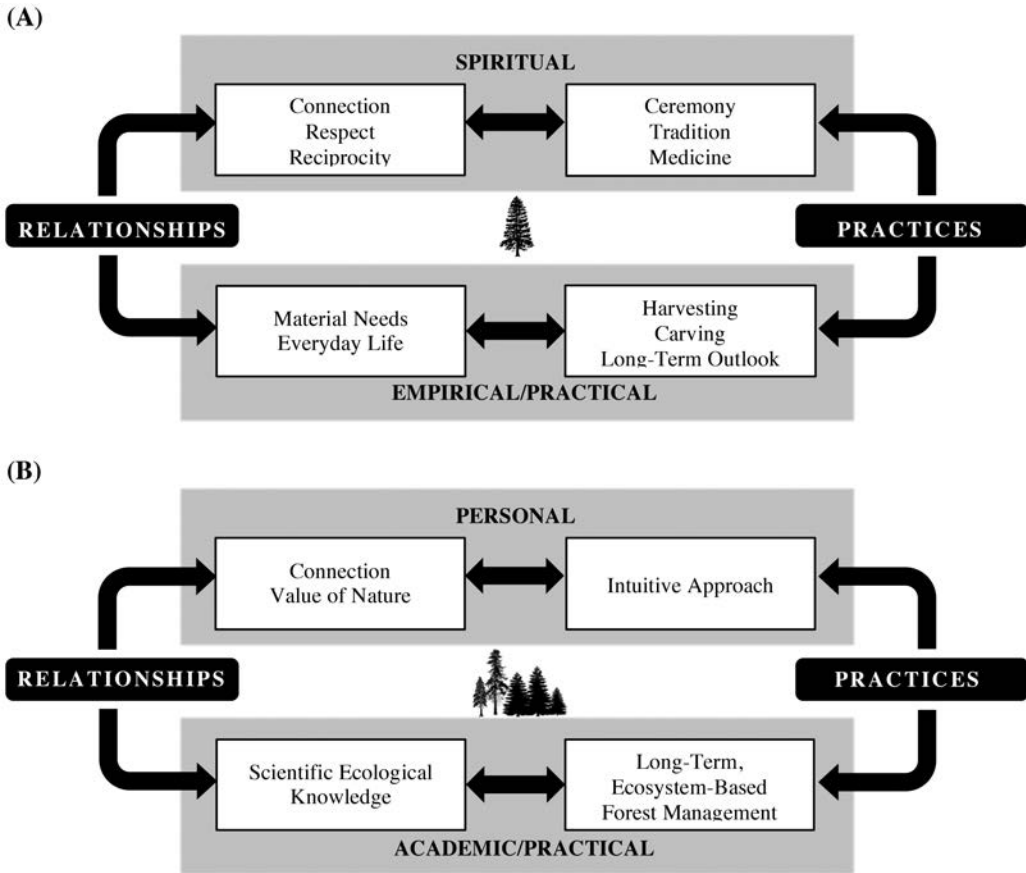 (A)
SPIRITUAL
Connection
Respect
Reciprocity
Ceremony
Tradition
Medicine
RELATIONSHIPS
PRACTICES
Material Needs
Everyday Life
Harvesting
Carving
Long-Term Outlook
EMPIRICAL/PRACTICAL
(B)
PERSONAL
Connection
Value of Nature
Intuitive Approach
RELATIONSHIPS
PRACTICES
Scientific Ecological
Knowledge
Long-Term,
Ecosystem-Based
Forest Management
ACADEMIC/PRACTICAL